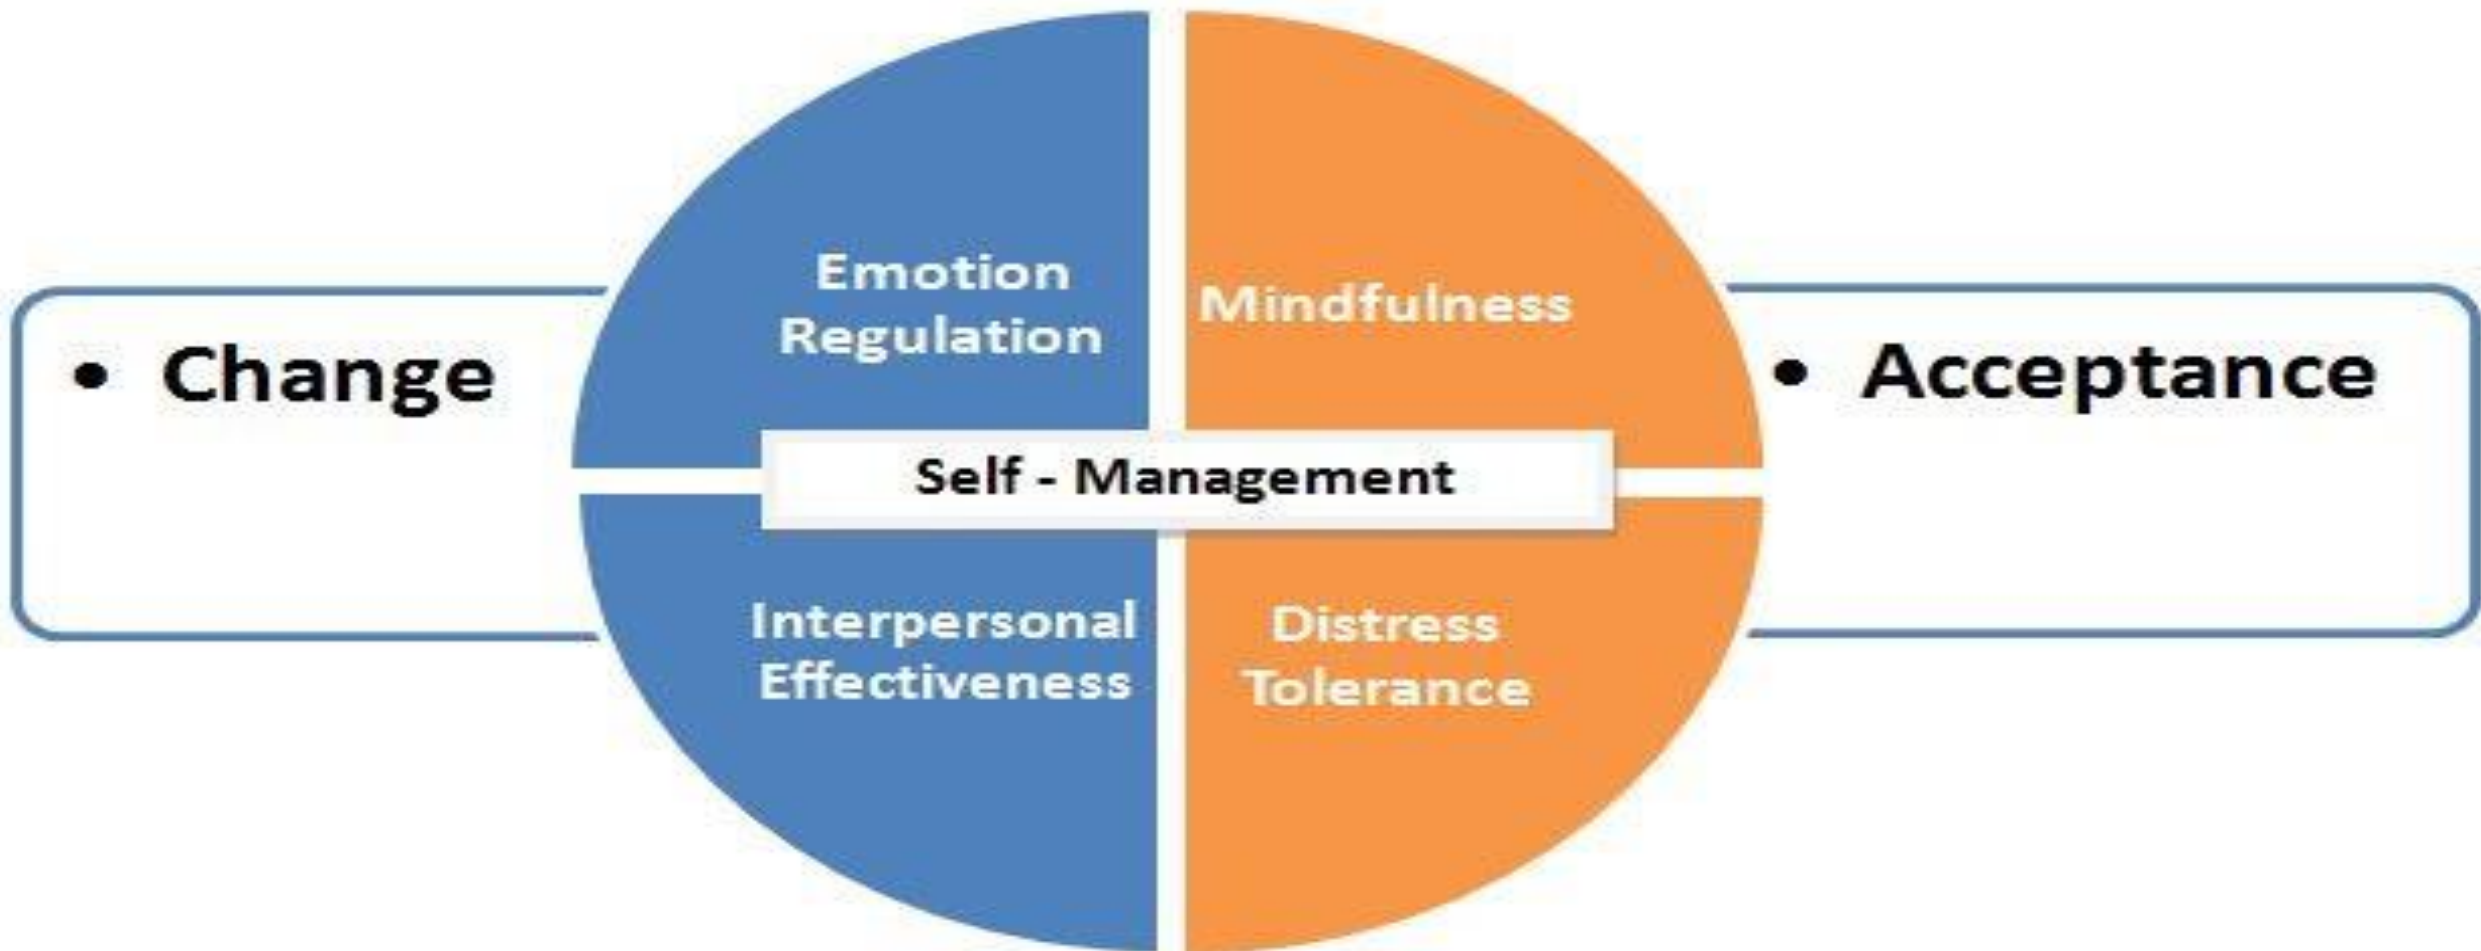 • Change
Emotion
Regulation
Mindfulness
• Acceptance
Self - Management
Interpersonal
Effectiveness
Distress
Tolerance